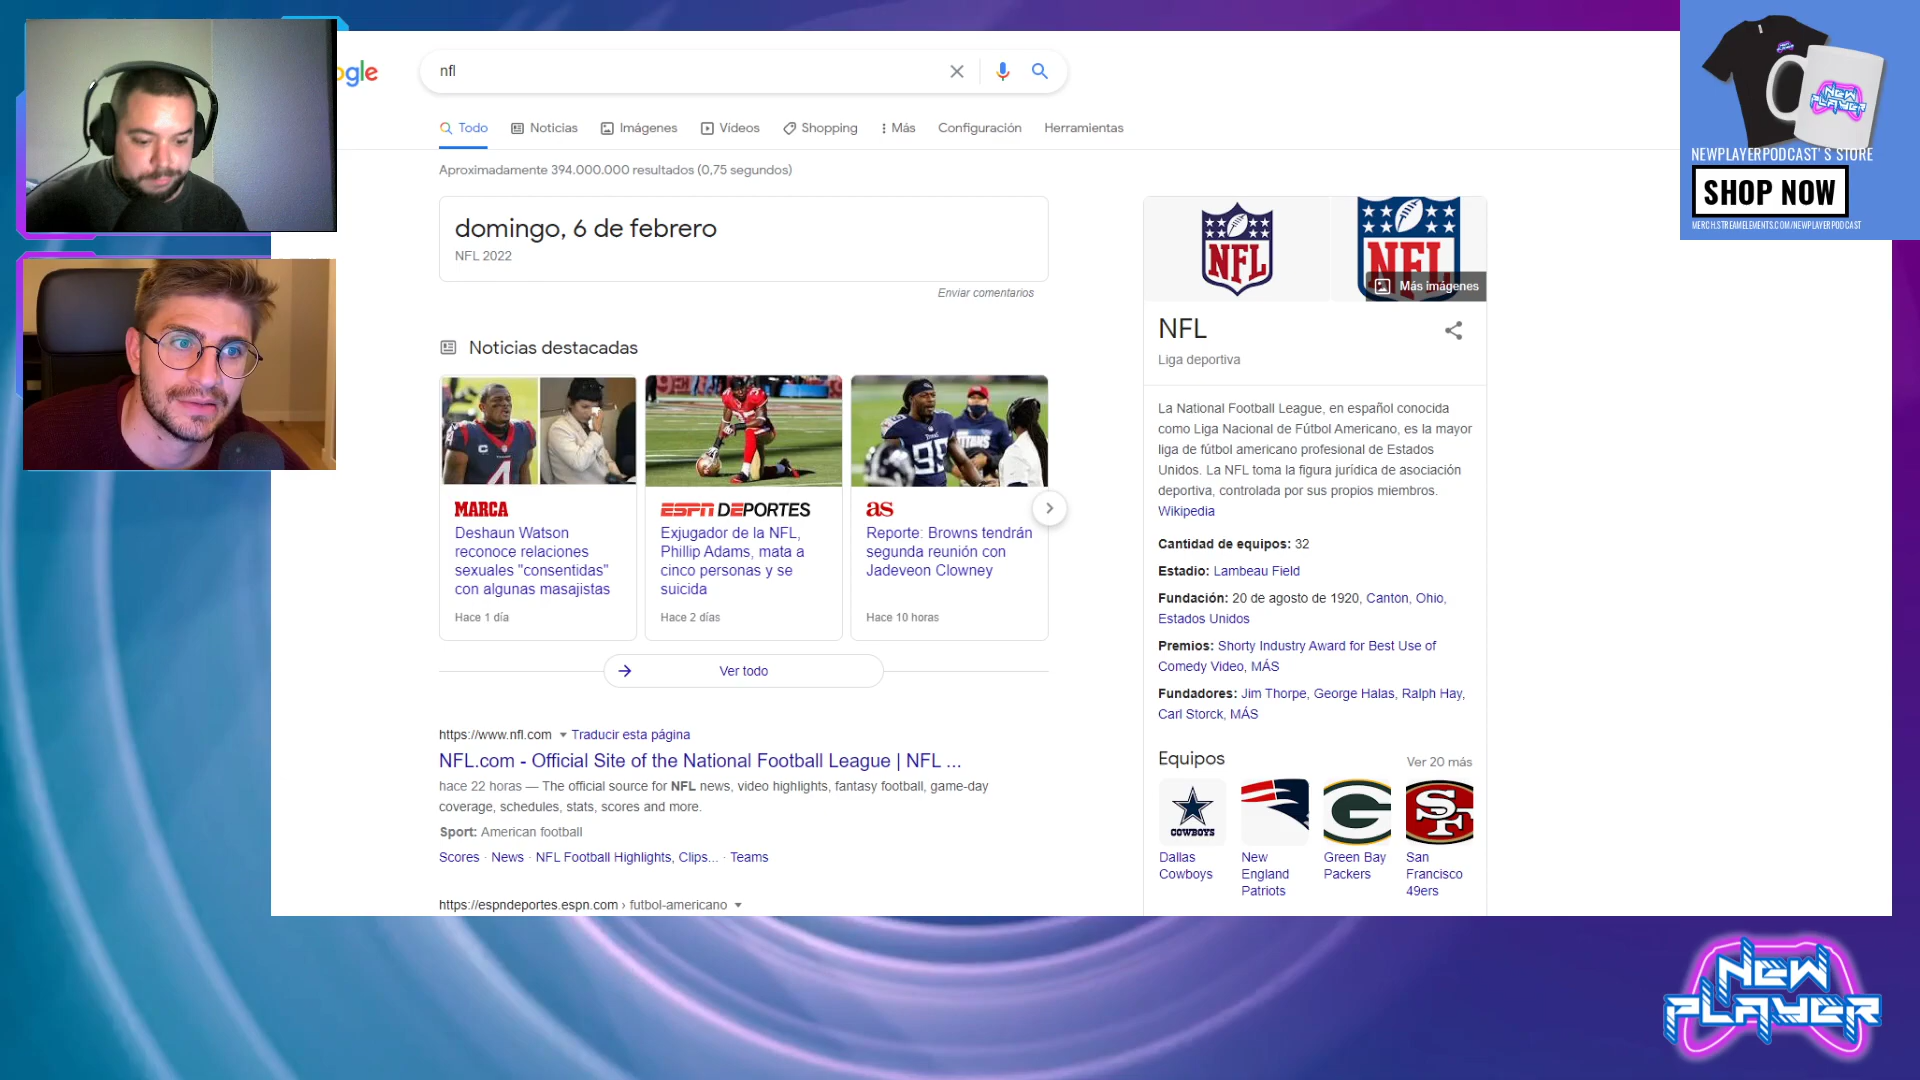 ogle
nfl
Todo Noticias Imágenes Vídeos Shopping Más Configuración Herramientas
Aproximadamente 394.000.000 resultados (0,75 segundos)
domingo, 6 de febrero
NFL 2022
Enviar comentarios
Noticias destacadas
MARCA
Deshaun Watson
reconoce relaciones
sexuales "consentidas"
con algunas masajistas
Hace 1 día
ESPN DEPORTES
Exjugador de la NFL,
Phillip Adams, mata a
cinco personas y se
suicida
Hace 2 días
TITANS
99
as
Reporte: Browns tendrán
segunda reunión con
Jadeveon Clowney
Hace 10 horas
Ver todo
https://www.nfl.com Traducir esta página
NFL.com - Official Site of the National Football League | NFL ...
hace 22 horas — The official source for NFL news, video highlights, fantasy football, game-day
coverage, schedules, stats, scores and more.
Sport: American football
Scores · News · NFL Football Highlights, Clips... · Teams
https://espndeportes.espn.com › futbol-americano
NFL
NFL
Más imágenes
NFL
Liga deportiva
La National Football League, en español conocida
como Liga Nacional de Fútbol Americano, es la mayor
liga de fútbol americano profesional de Estados
Unidos. La NFL toma la figura jurídica de asociación
deportiva, controlada por sus propios miembros.
Wikipedia
Cantidad de equipos: 32
Estadio: Lambeau Field
Fundación: 20 de agosto de 1920, Canton, Ohio,
Estados Unidos
Premios: Shorty Industry Award for Best Use of
Comedy Video, MÁS
Fundadores: Jim Thorpe, George Halas, Ralph Hay,
Carl Storck, MÁS
Equipos
Ver 20 más
COWBOYS
Dallas
Cowboys
New
England
Patriots
G
Green Bay
Packers
SF
San
Francisco
49ers
NEW
PLAYER
NEWPLAYERPODCAST'S STORE
SHOP NOW
MERCH.STREAMELEMENTS.COM/NEWPLAYERPODCAST
NEW
PLAYER